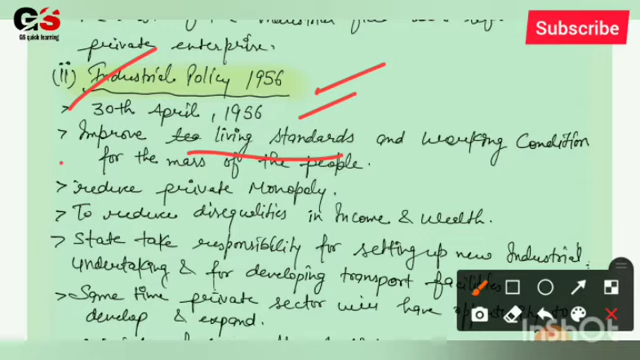 GS
GS quick learning
Subscribe
private enterprise.
(ii) Industrial Policy 1956
> 30th April, 1956
> Improve living standards and working Condition
for the mass of the people.
> reduce private Monopoly.
> To reduce disequlities in Income & Wealth.
> State take responsibility for setting up new Industrial
undertaking & for developing transport facilities
> Same time private sector will have
develop & expand.
InShOt